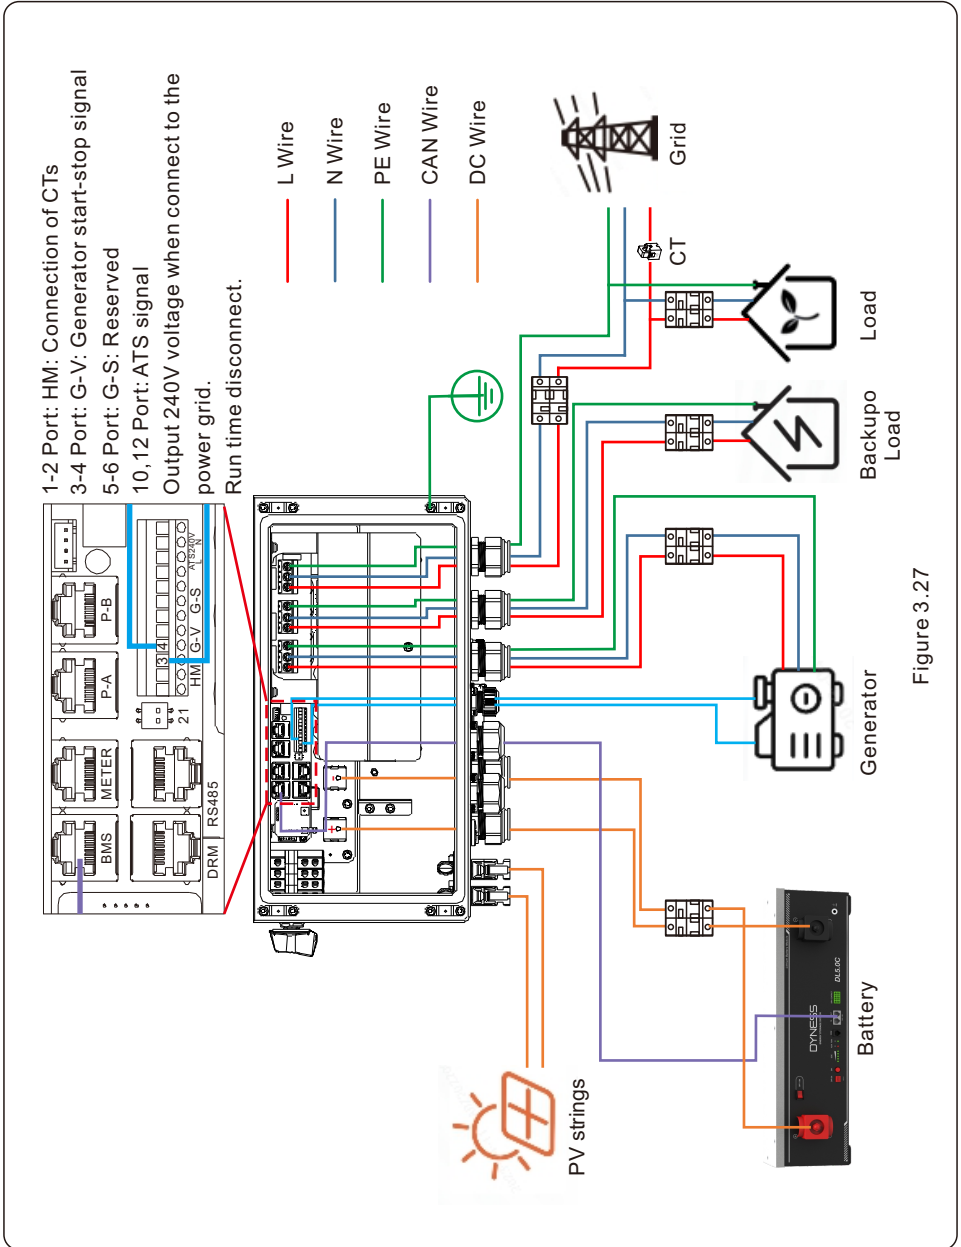 1-2 Port: HM: Connection of CTs
3-4 Port: G-V: Generator start-stop signal
5-6 Port: G-S: Reserved
10,12 Port: ATS signal
Output 240V voltage when connect to the
power grid.
Run time disconnect.
BMS
METER
P-A
P-B
DRM
RS485
21
3 4
HM
G-V
G-S
ATS240V
L
N
L Wire
N Wire
PE Wire
CAN Wire
DC Wire
Grid
CT
Load
Backupo
Load
Generator
Battery
PV strings
DYNESS
DL5.0C
Figure 3.27